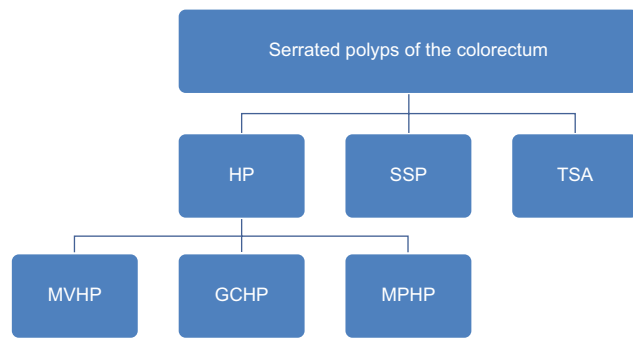 Serrated polyps of the colorectum
HP
SSP
TSA
MVHP
GCHP
MPHP